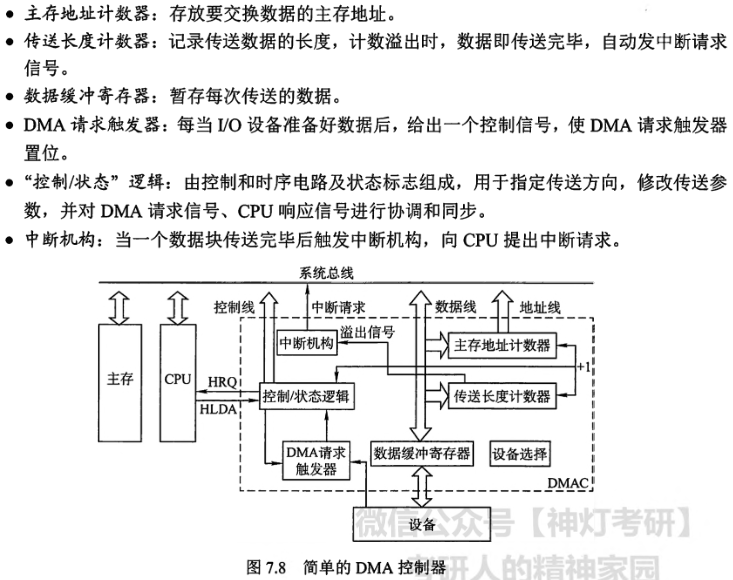 ● 主存地址计数器：存放要交换数据的主存地址。
● 传送长度计数器：记录传送数据的长度，计数溢出时，数据即传送完毕，自动发中断请求
信号。
● 数据缓冲寄存器：暂存每次传送的数据。
● DMA 请求触发器：每当 I/O 设备准备好数据后，给出一个控制信号，使 DMA 请求触发器
置位。
● “控制/状态”逻辑：由控制和时序电路及状态标志组成，用于指定传送方向，修改传送参
数，并对 DMA 请求信号、CPU 响应信号进行协调和同步。
● 中断机构：当一个数据块传送完毕后触发中断机构，向 CPU 提出中断请求。
系统总线
控制线
中断请求
数据线
地址线
中断机构
溢出信号
主存地址计数器
主存
CPU
HRQ
HLDA
控制/状态逻辑
+1
传送长度计数器
DMA请求
触发器
数据缓冲寄存器
设备选择
DMAC
设备
微信公众号【神灯考研】
图 7.8 简单的 DMA 控制器
考研人的精神家园